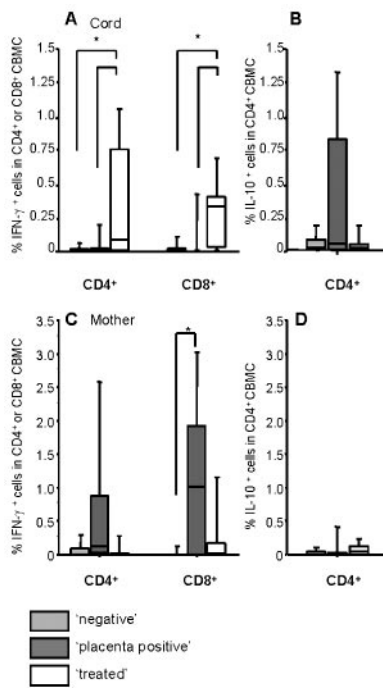 A Cord
% IFN-γ + cells in CD4+ or CD8+ CBMC
1.5
1.25
1.0
0.75
0.5
0.25
0
*
*
CD4+ CD8+
B
% IL-10 + cells in CD4+ CBMC
1.5
1.25
1.0
0.75
0.5
0.25
0
CD4+
C Mother
% IFN-γ + cells in CD4+ or CD8+ CBMC
3.5
3.0
2.5
2.0
1.5
1.0
0.5
0
*
CD4+ CD8+
D
% IL-10 + cells in CD4+ CBMC
3.5
3.0
2.5
2.0
1.5
1.0
0.5
0
CD4+
'negative'
'placenta positive'
'treated'